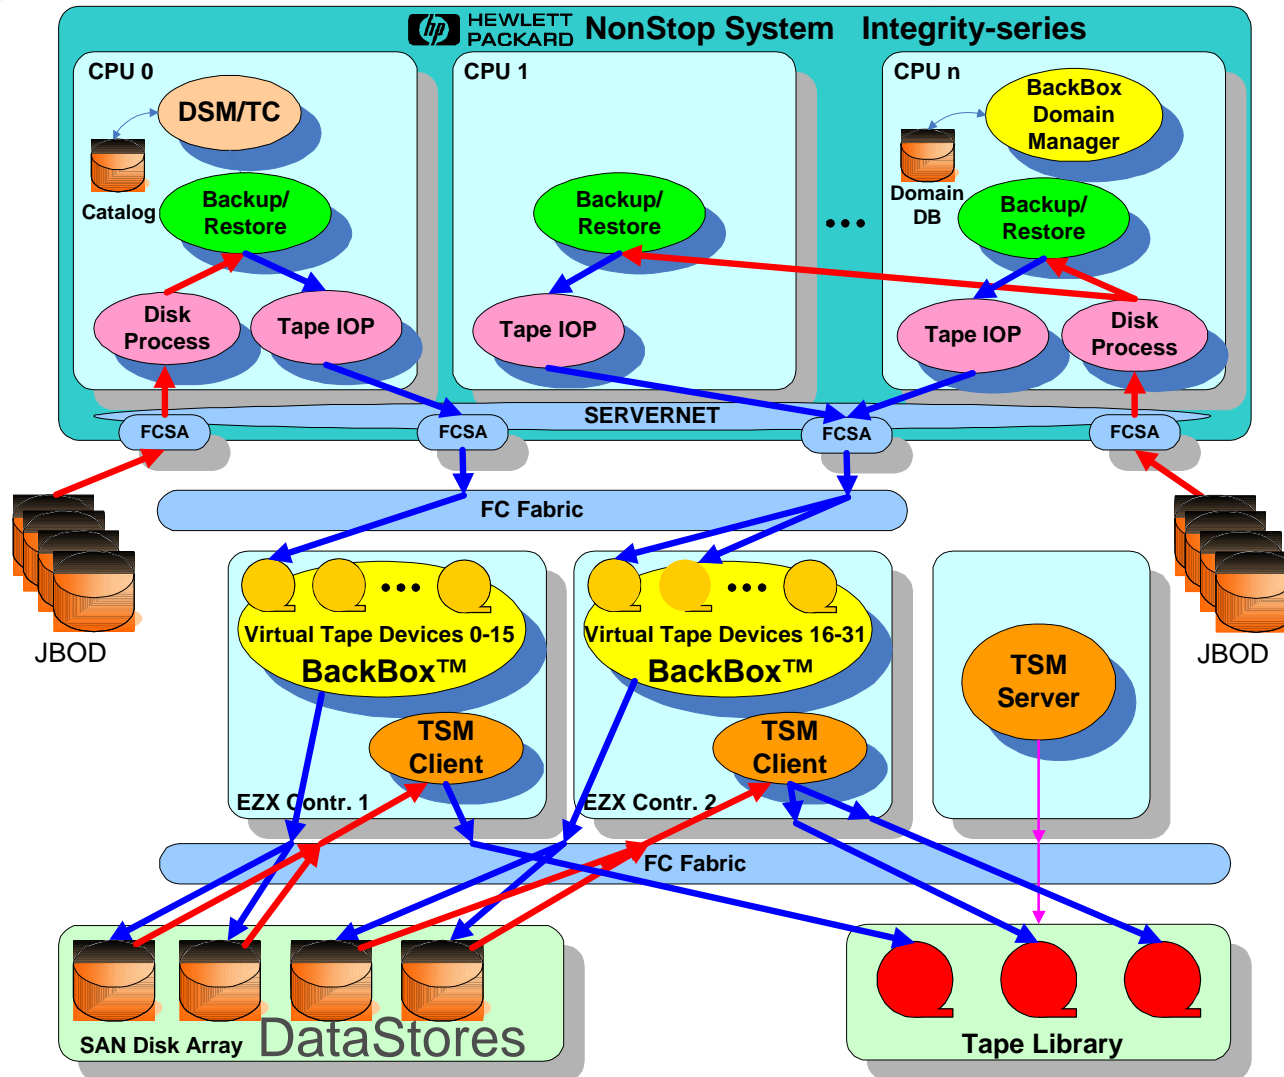 hp HEWLETT PACKARD NonStop System Integrity-series
CPU 0
CPU 1
CPU n
DSM/TC
BackBox
Domain
Manager
Catalog
Backup/
Restore
Backup/
Restore
...
Domain
DB
Backup/
Restore
Disk
Process
Tape IOP
Tape IOP
Tape IOP
Disk
Process
SERVERNET
FCSA
FCSA
FCSA
FCSA
FC Fabric
JBOD
JBOD
...
Virtual Tape Devices 0-15
BackBox™
...
Virtual Tape Devices 16-31
BackBox™
TSM
Server
TSM
Client
TSM
Client
EZX Contr. 1
EZX Contr. 2
FC Fabric
SAN Disk Array
DataStores
Tape Library